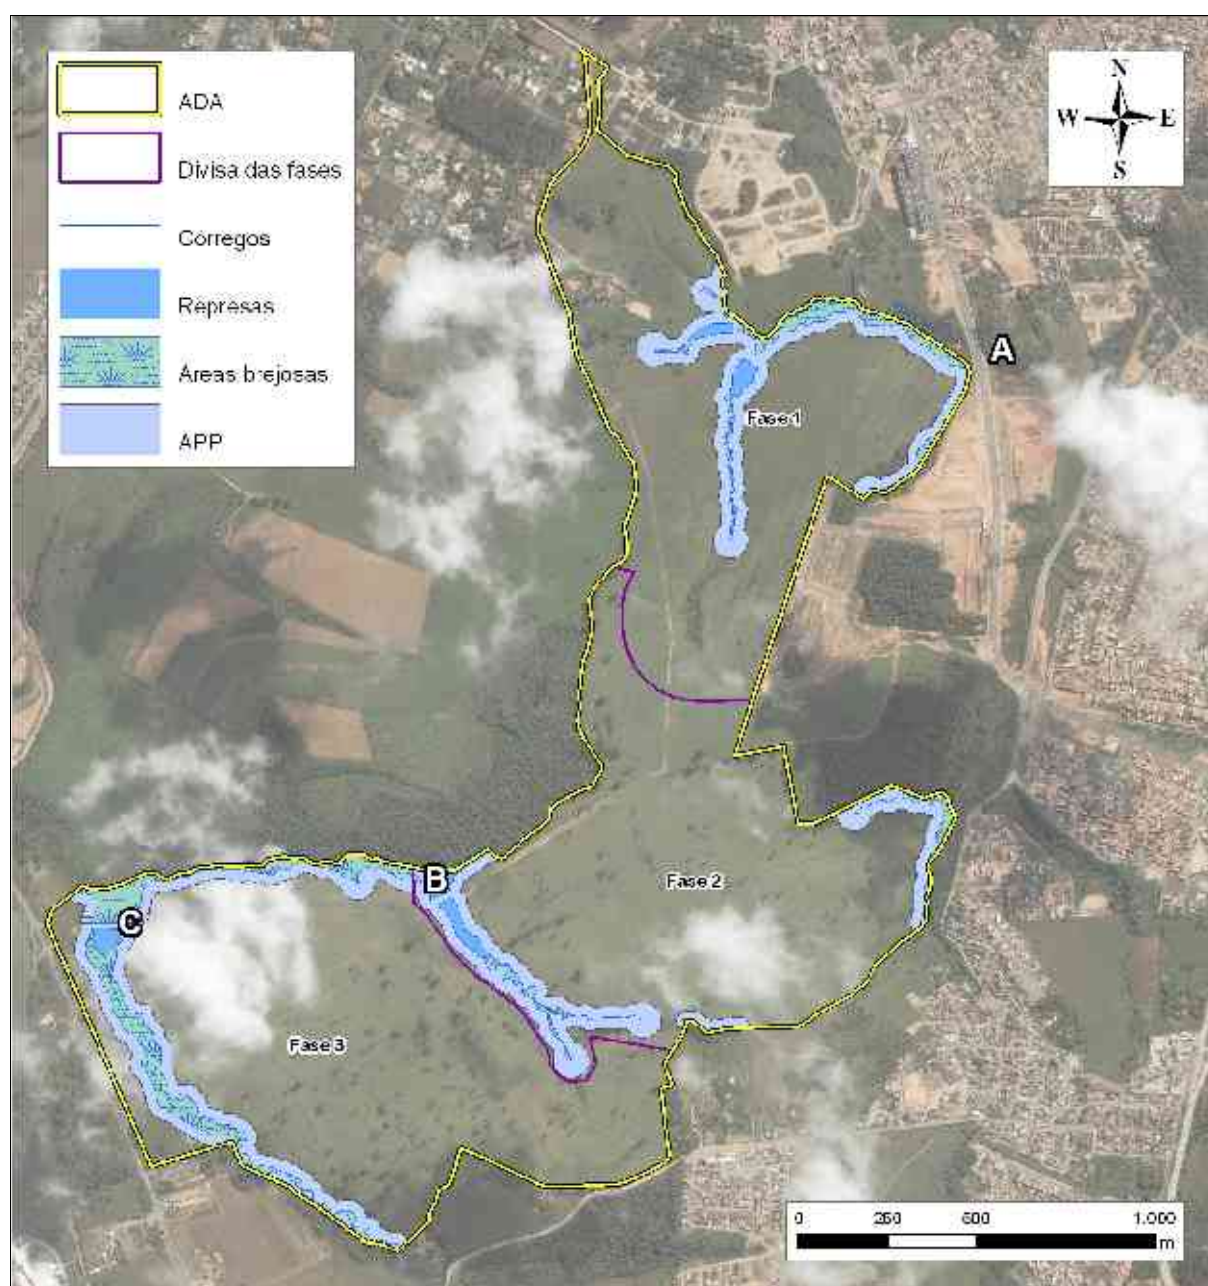 ADA
Divisa das fases
Córregos
Represas
Áreas brejosas
APP
N
W E
S
A
Fase 1
B
Fase 2
C
Fase 3
0 250 500 1.000
m